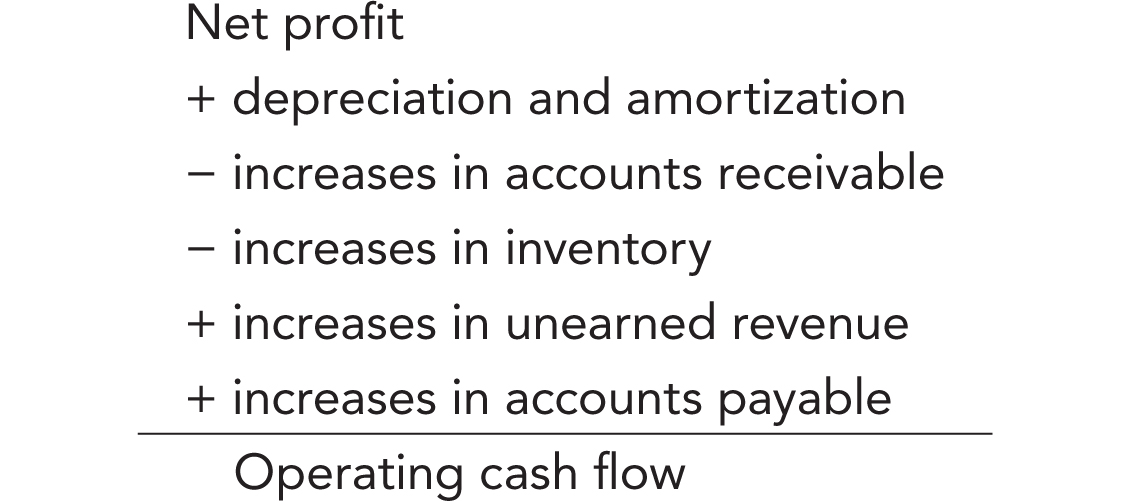 Net profit
+ depreciation and amortization
− increases in accounts receivable
− increases in inventory
+ increases in unearned revenue
+ increases in accounts payable
Operating cash flow